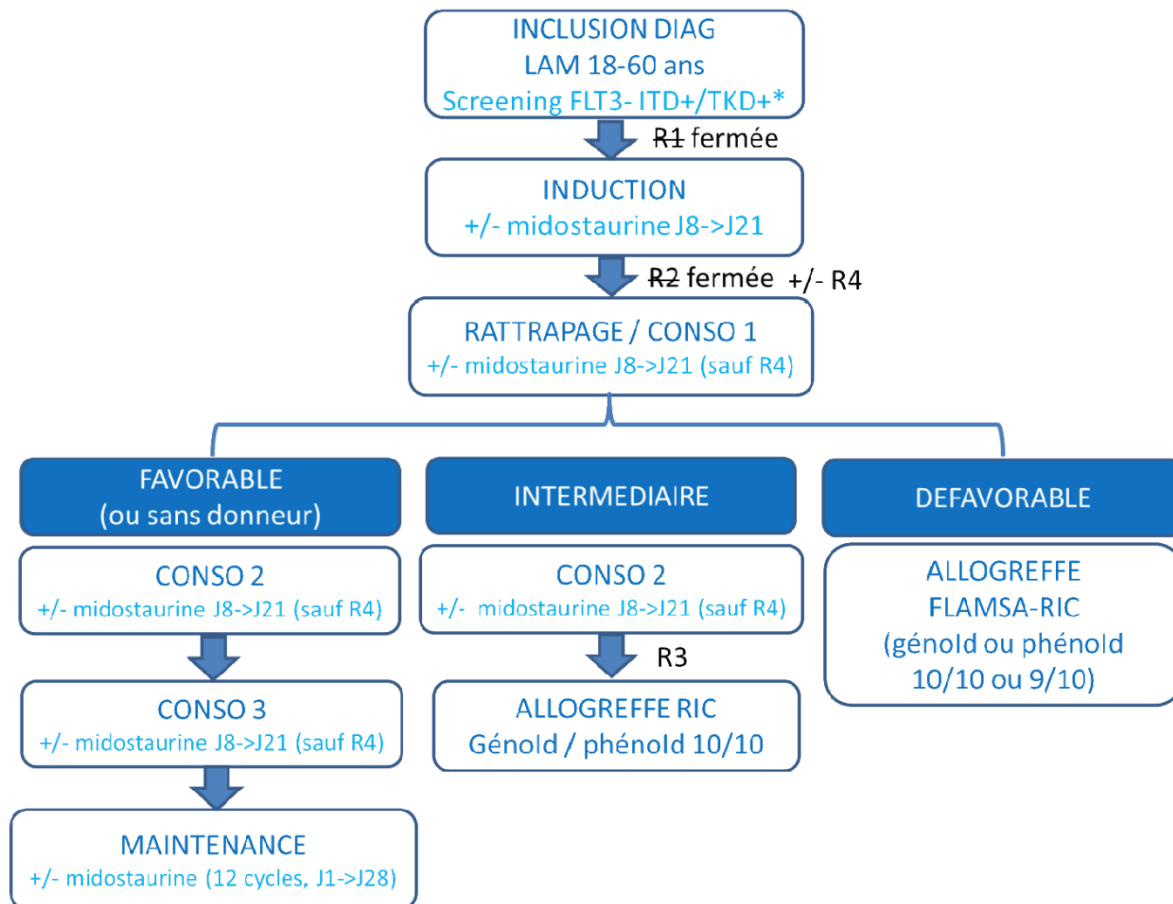 INCLUSION DIAG
LAM 18-60 ans
Screening FLT3- ITD+/TKD+*
R1 fermée
INDUCTION
+/- midostaurine J8->J21
R2 fermée +/- R4
RATTRAPAGE / CONSO 1
+/- midostaurine J8->J21 (sauf R4)
FAVORABLE
(ou sans donneur)
INTERMEDIAIRE
DEFAVORABLE
CONSO 2
+/- midostaurine J8->J21 (sauf R4)
CONSO 2
+/- midostaurine J8->J21 (sauf R4)
ALLOGREFFE
FLAMSA-RIC
(génoId ou phénoId
10/10 ou 9/10)
R3
CONSO 3
+/- midostaurine J8->J21 (sauf R4)
ALLOGREFFE RIC
GénoId / phénoId 10/10
MAINTENANCE
+/- midostaurine (12 cycles, J1->J28)